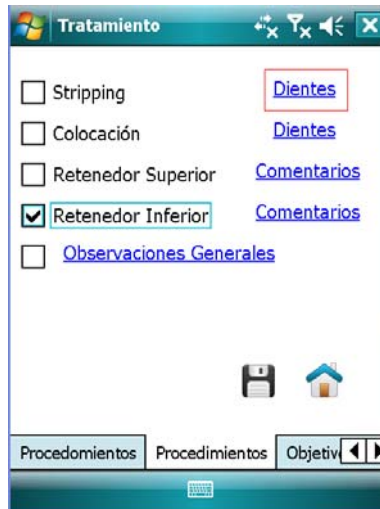 Tratamiento
Stripping Dientes
Colocación Dientes
Retenedor Superior Comentarios
Retenedor Inferior Comentarios
Observaciones Generales
Procedomientos Procedimientos Objetiv